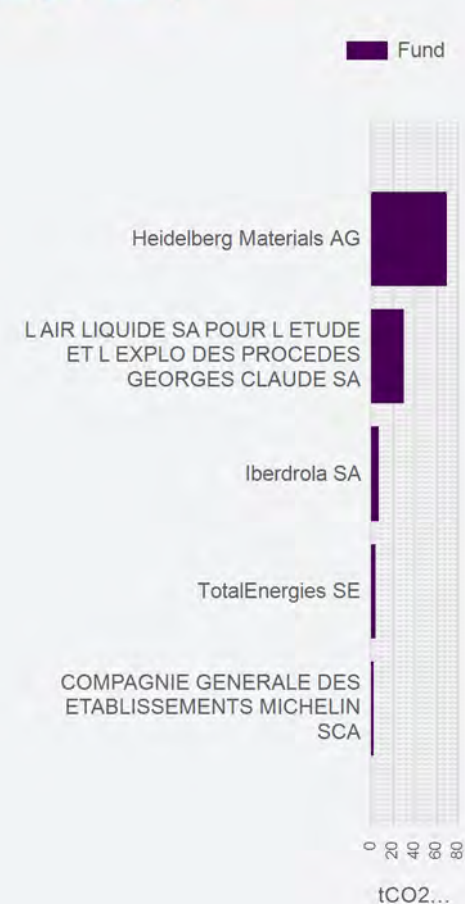 Fund
Heidelberg Materials AG
L AIR LIQUIDE SA POUR L ETUDE
ET L EXPLO DES PROCEDES
GEORGES CLAUDE SA
Iberdrola SA
TotalEnergies SE
COMPAGNIE GENERALE DES
ETABLISSEMENTS MICHELIN
SCA
0 20 40 60 80
tCO2...